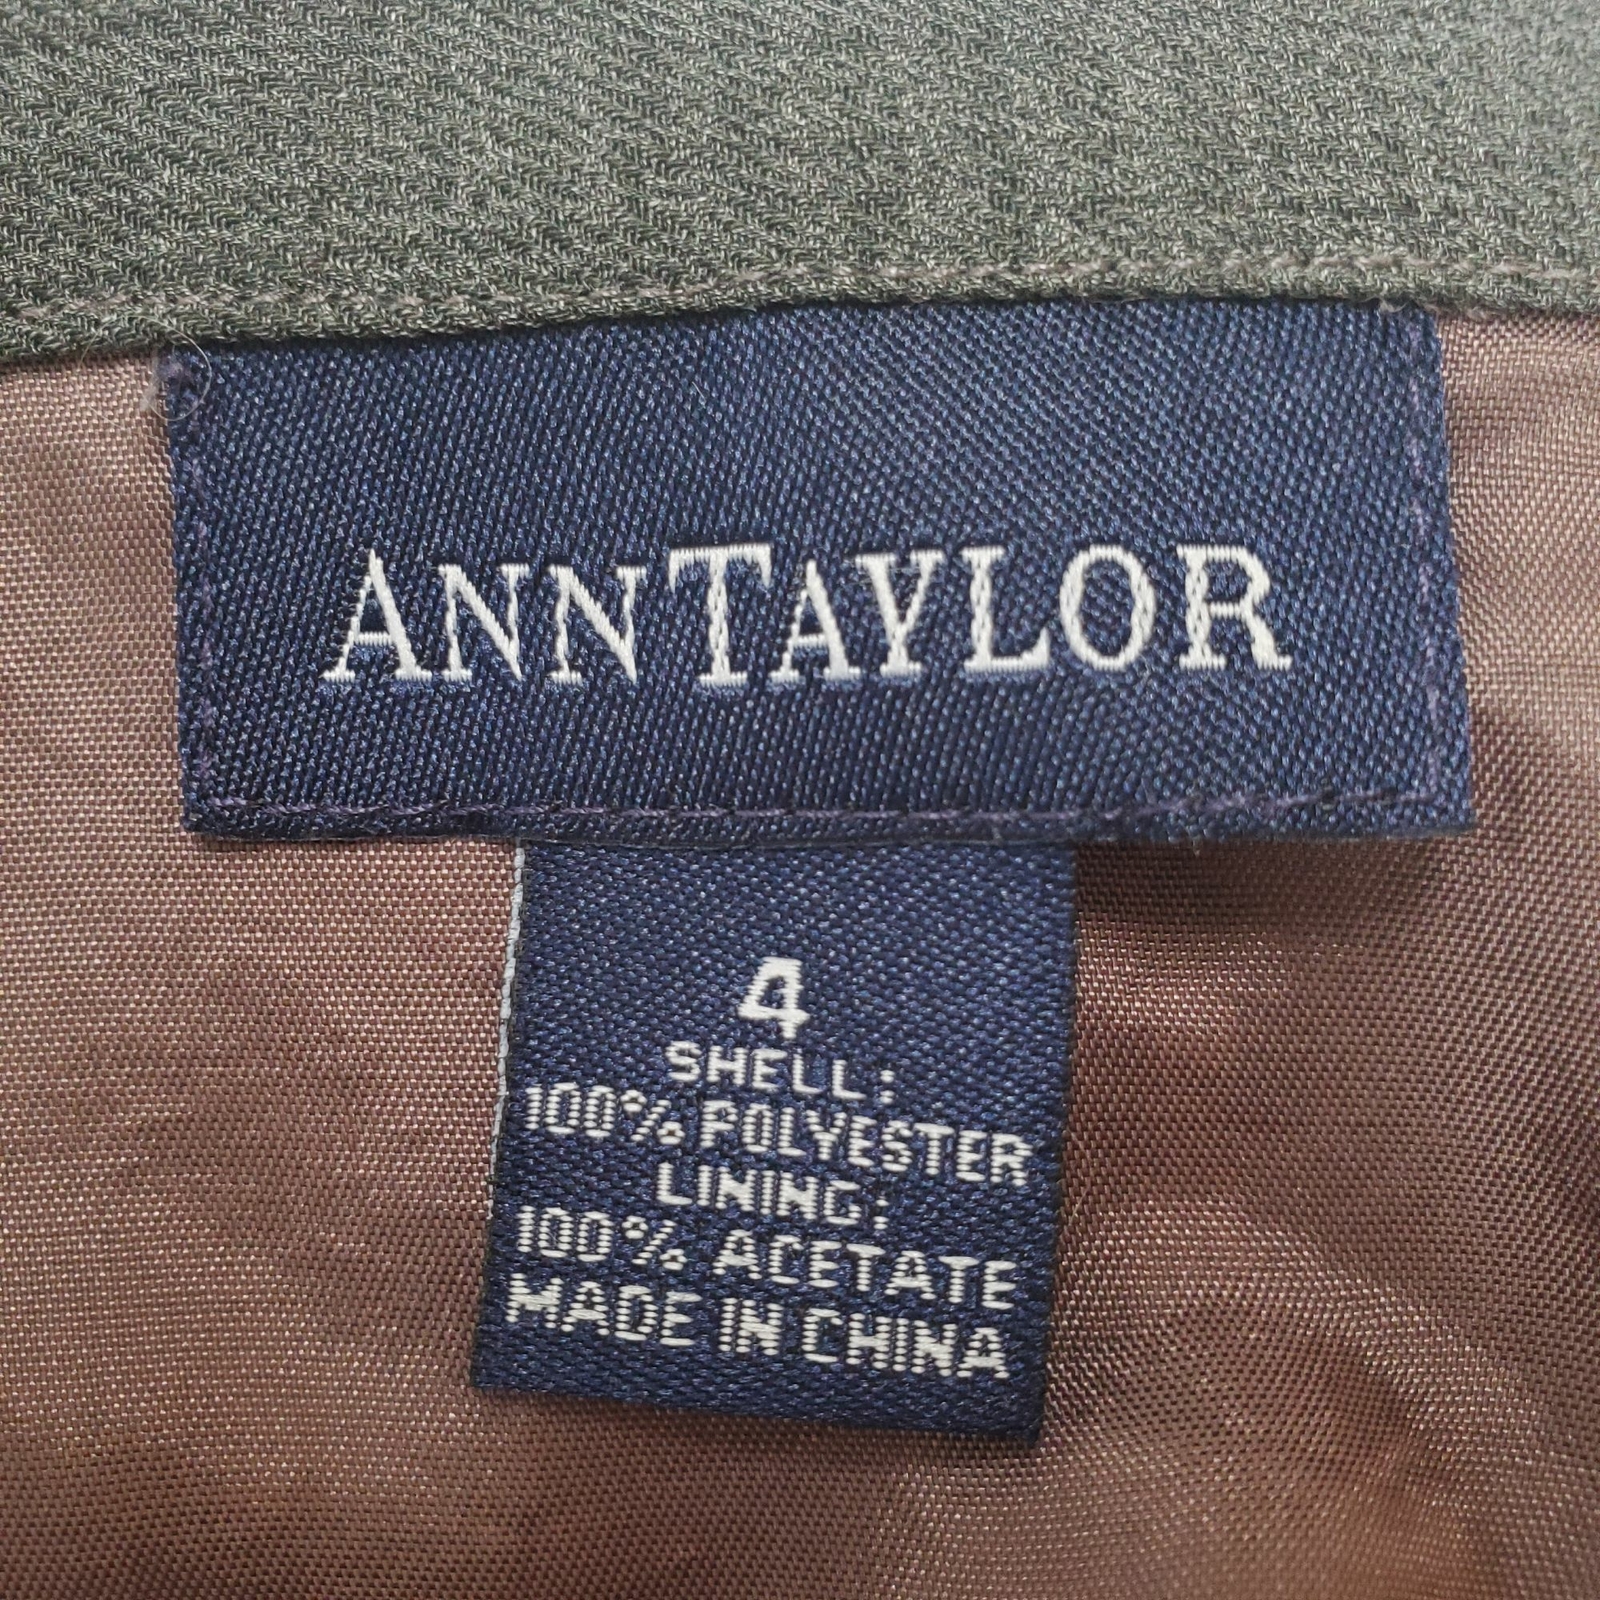 ANNTAYLOR
4
SHELL:
100% POLYESTER
LINING:
100% ACETATE
MADE IN CHINA